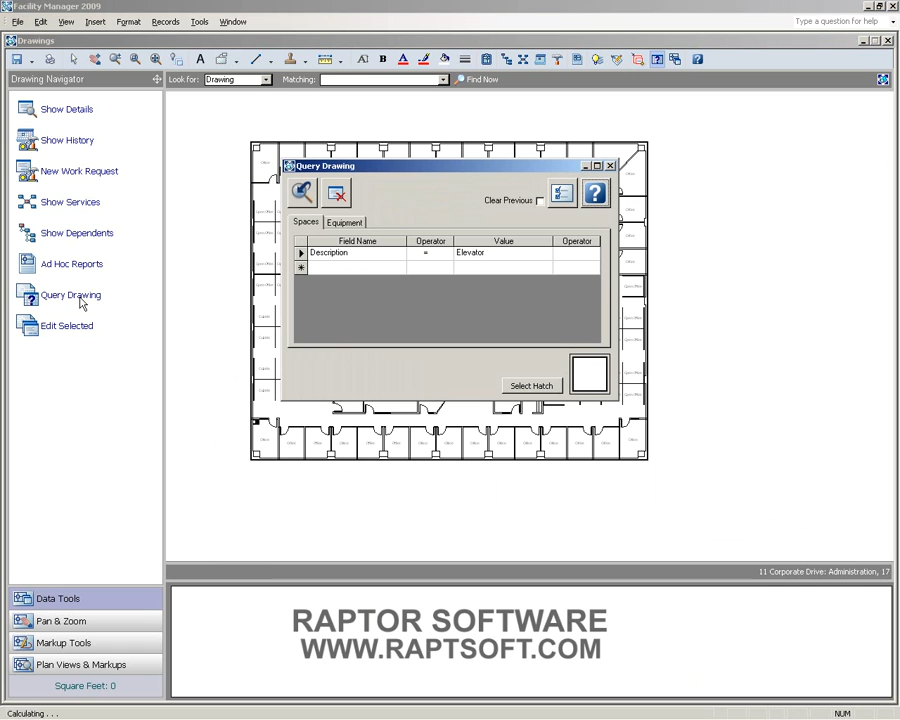 Facility Manager 2009
File Edit View Insert Format Records Tools Window
Type a question for help
Drawings
Drawing Navigator
Look for: Drawing Matching: Find Now
Show Details
Show History
New Work Request
Show Services
Show Dependents
Ad Hoc Reports
Query Drawing
Edit Selected
Query Drawing
Clear Previous
Spaces Equipment
Field Name Operator Value Operator
Description = Elevator
Select Hatch
11 Corporate Drive: Administration, 17
Data Tools
Pan & Zoom
Markup Tools
Plan Views & Markups
Square Feet: 0
RAPTOR SOFTWARE
WWW.RAPTSOFT.COM
Calculating . . .
NUM